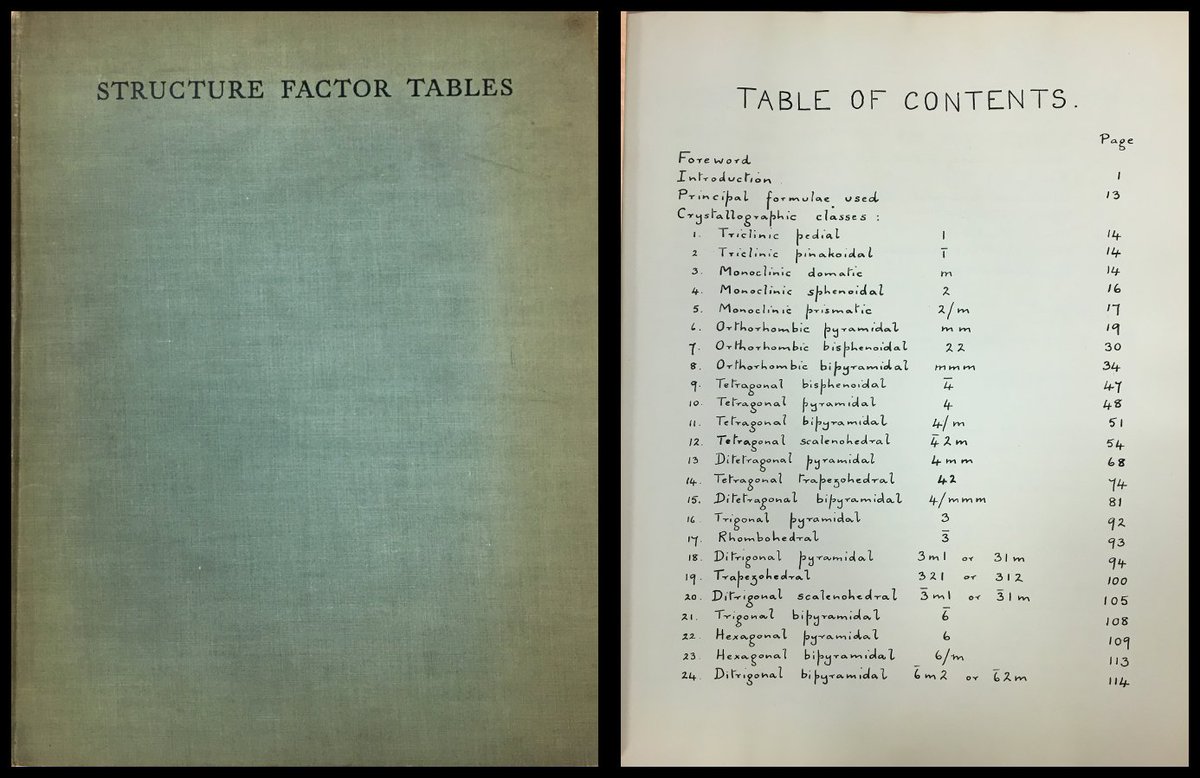 STRUCTURE FACTOR TABLES
TABLE OF CONTENTS.
Page
Foreword
Introduction 1
Principal formulae used 13
Crystallographic classes :
1. Triclinic pedial 1 14
2 Triclinic pinakoidal 1̅ 14
3. Monoclinic domatic m 14
4. Monoclinic sphenoidal 2 16
5. Monoclinic prismatic 2/m 17
6. Orthorhombic pyramidal mm 19
7. Orthorhombic bisphenoidal 22 30
8. Orthorhombic bipyramidal mmm 34
9. Tetragonal bisphenoidal 4̅ 47
10. Tetragonal pyramidal 4 48
11. Tetragonal bipyramidal 4/m 51
12. Tetragonal scalenohedral 4̅2m 54
13 Ditetragonal pyramidal 4mm 68
14. Tetragonal trapezohedral 42 74
15. Ditetragonal bipyramidal 4/mmm 81
16. Trigonal pyramidal 3 92
17. Rhombohedral 3̅ 93
18. Ditrigonal pyramidal 3m1 or 31m 94
19. Trapezohedral 321 or 312 100
20. Ditrigonal scalenohedral 3̅m1 or 3̅1m 105
21. Trigonal bipyramidal 6̅ 108
22. Hexagonal pyramidal 6 109
23. Hexagonal bipyramidal 6/m 113
24. Ditrigonal bipyramidal 6̅m2 or 6̅2m 114